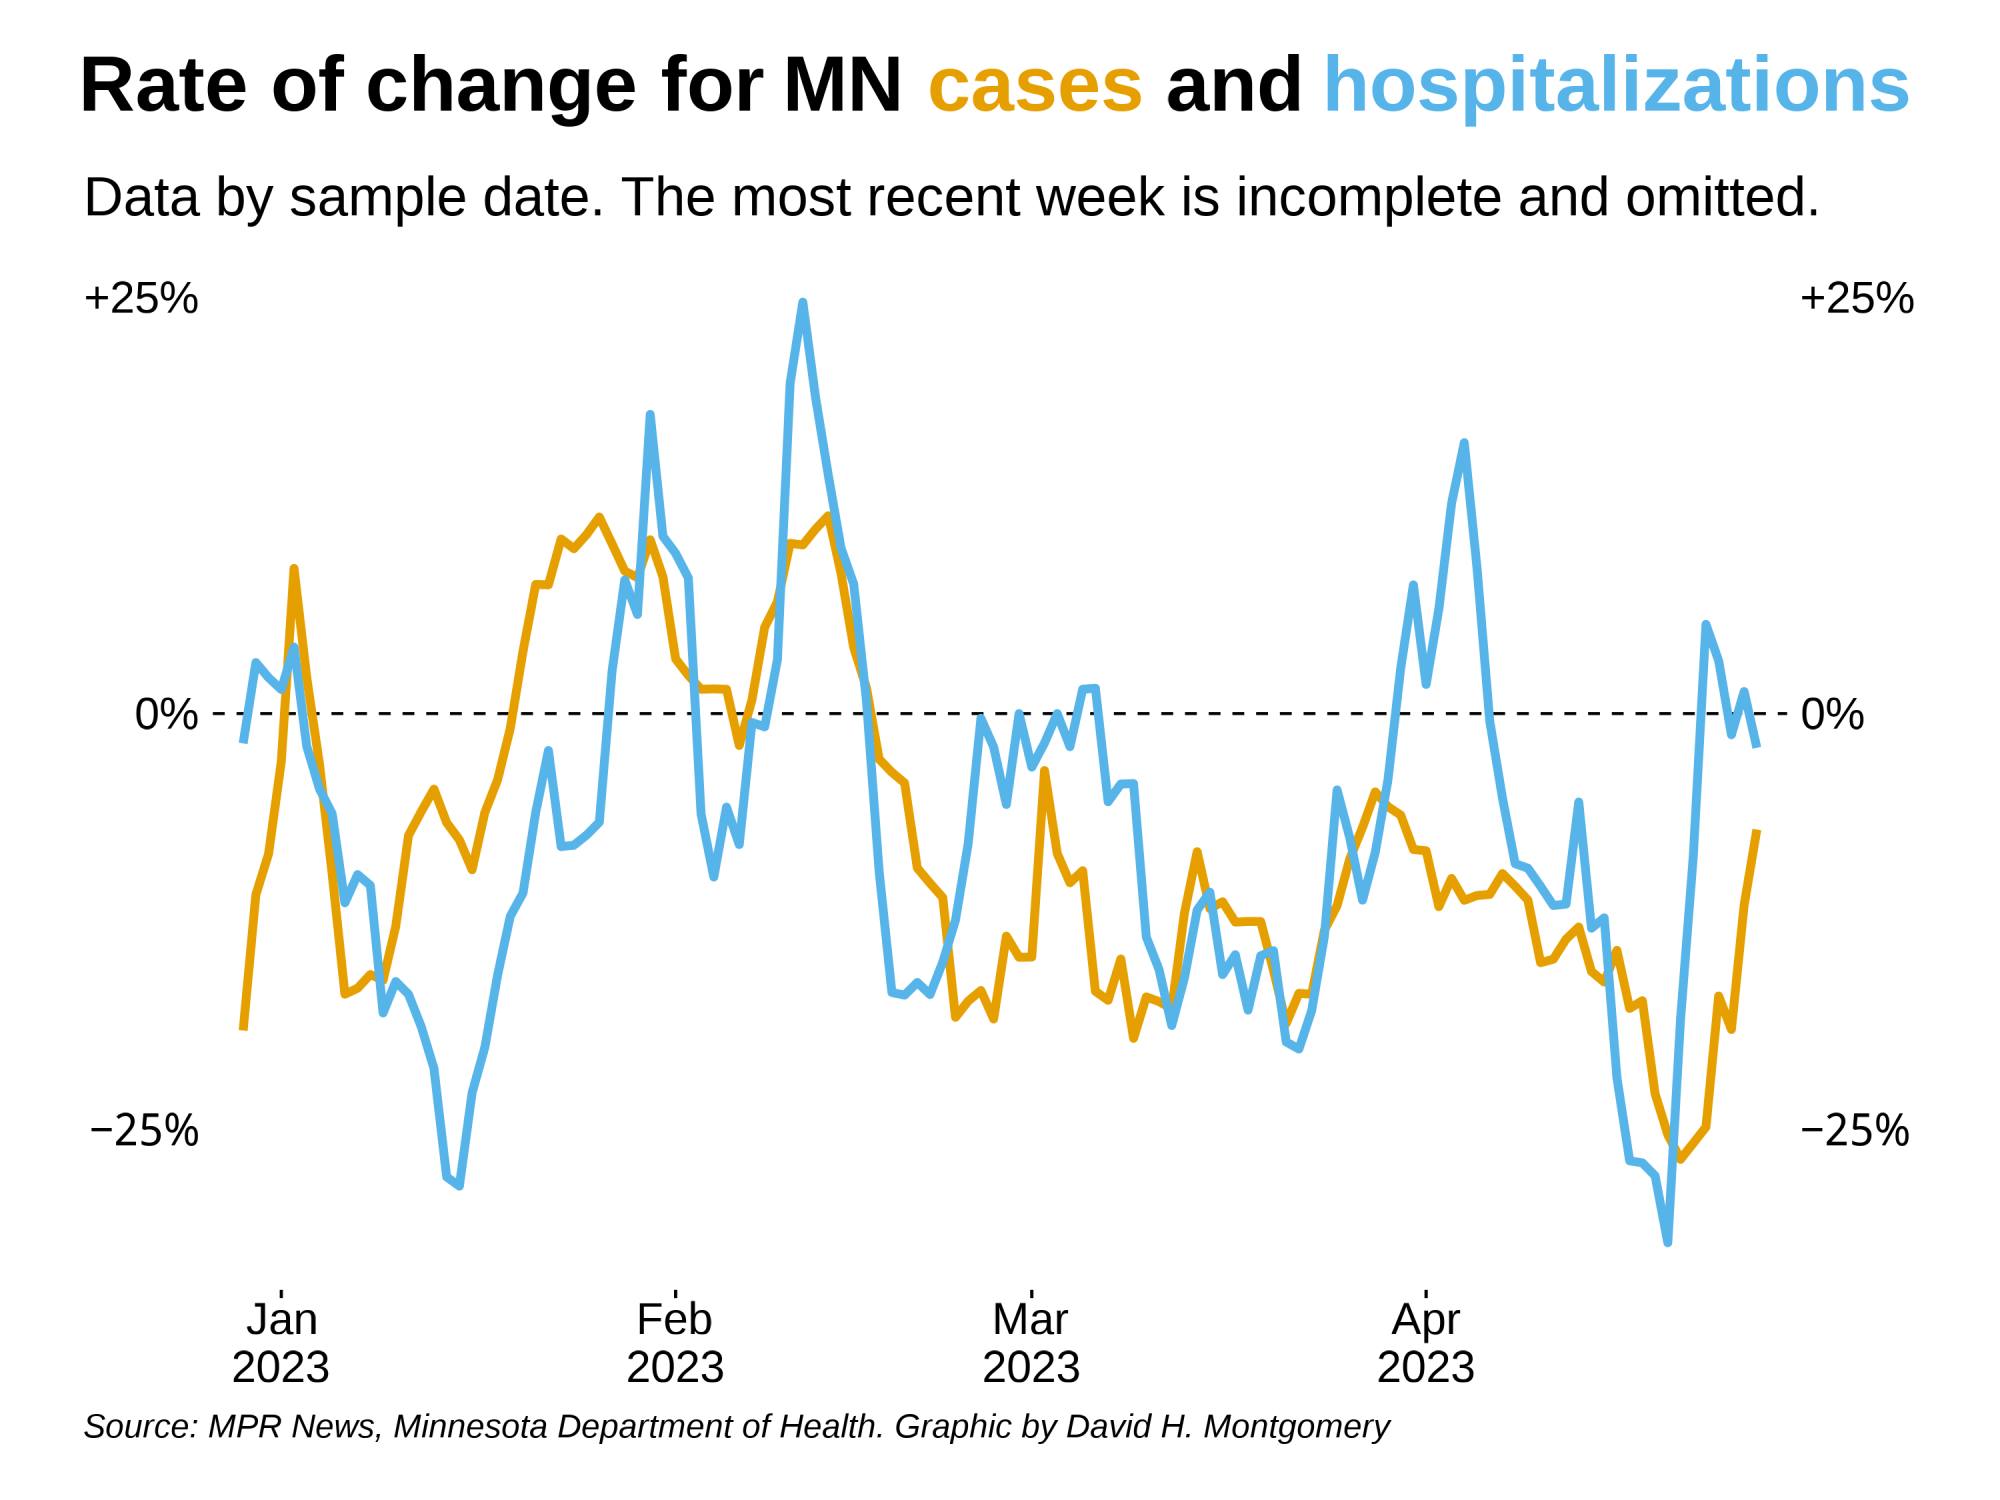 Rate of change for MN cases and hospitalizations
Data by sample date. The most recent week is incomplete and omitted.
+25% +25%
0% 0%
−25% −25%
Jan Feb Mar Apr
2023 2023 2023 2023
Source: MPR News, Minnesota Department of Health. Graphic by David H. Montgomery